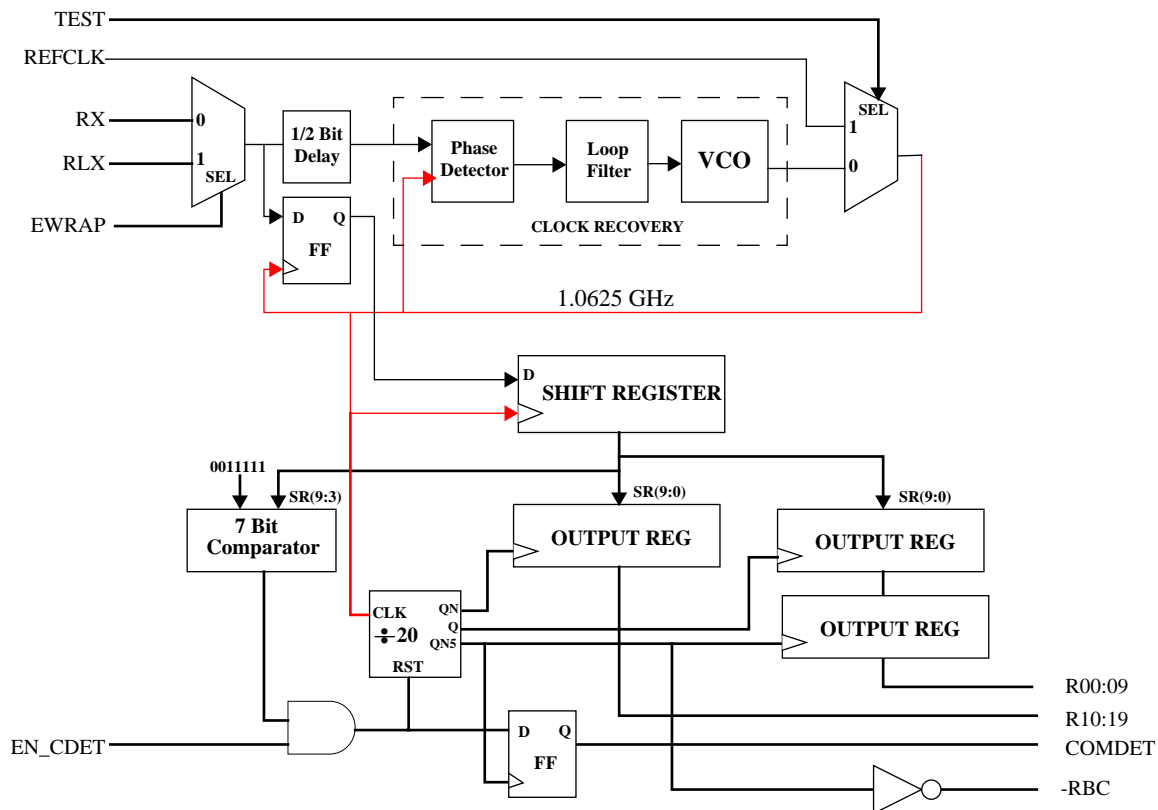 TEST
REFCLK
RX
RLX
EWRAP
0
1
SEL
1/2 Bit
Delay
D
Q
FF
Phase
Detector
Loop
Filter
VCO
CLOCK RECOVERY
SEL
1
0
1.0625 GHz
D
SHIFT REGISTER
0011111
SR(9:3)
SR(9:0)
SR(9:0)
7 Bit
Comparator
OUTPUT REG
OUTPUT REG
CLK
÷20
RST
QN
Q
QN5
OUTPUT REG
EN_CDET
D
Q
FF
R00:09
R10:19
COMDET
-RBC